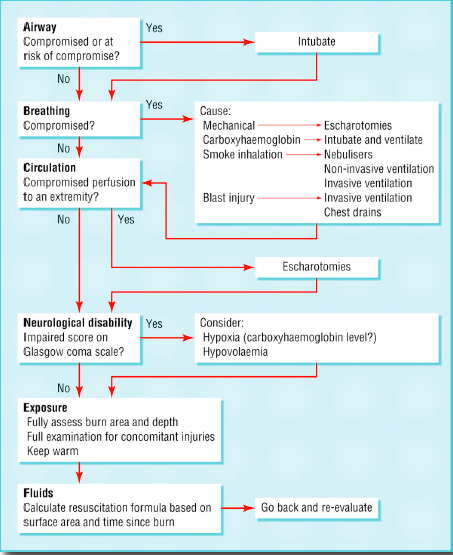 Airway
Compromised or at
risk of compromise?
Yes
Intubate
No
Breathing
Compromised?
Yes
No
Cause:
Mechanical Escharotomies
Carboxyhaemoglobin Intubate and ventilate
Smoke inhalation Nebulisers
Non-invasive ventilation
Invasive ventilation
Blast injury Invasive ventilation
Chest drains
Circulation
Compromised perfusion
to an extremity?
No
Yes
Escharotomies
Neurological disability
Impaired score on
Glasgow coma scale?
Yes
Consider:
Hypoxia (carboxyhaemoglobin level?)
Hypovolaemia
No
Exposure
Fully assess burn area and depth
Full examination for concomitant injuries
Keep warm
Fluids
Calculate resuscitation formula based on
surface area and time since burn
Go back and re-evaluate